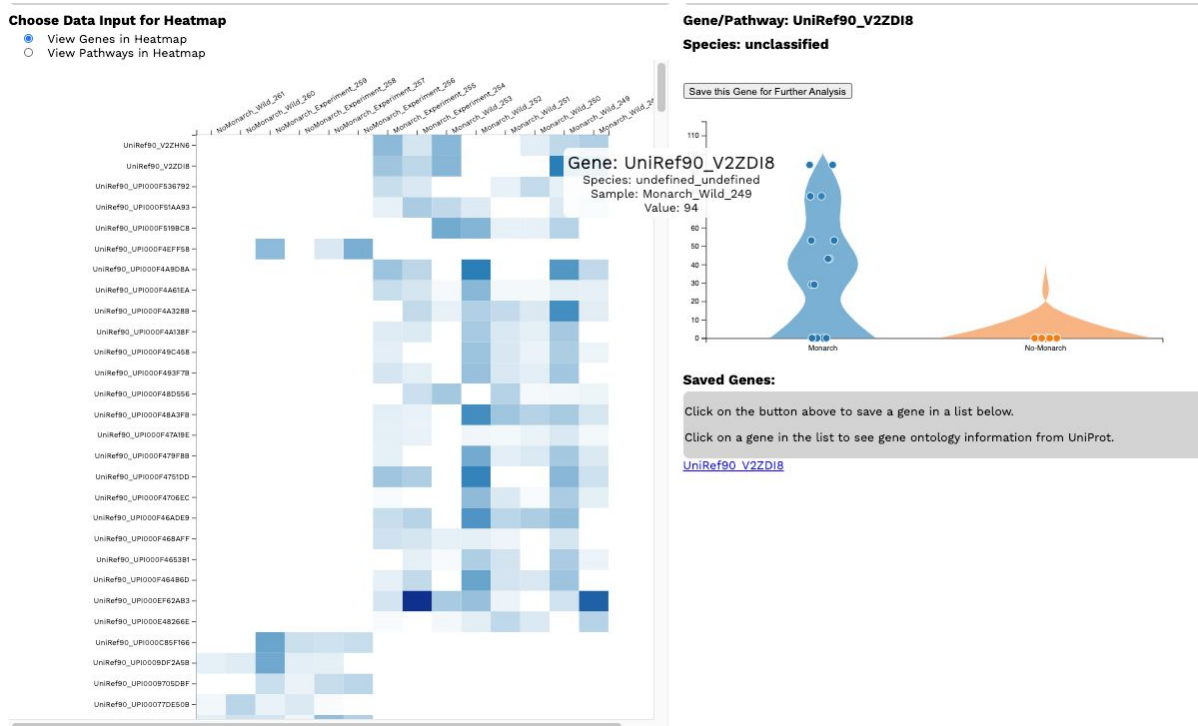 Choose Data Input for Heatmap
View Genes in Heatmap
View Pathways in Heatmap
NoMonarch_Wild_261
NoMonarch_Wild_260
NoMonarch_Experiment_259
NoMonarch_Experiment_258
NoMonarch_Experiment_257
NoMonarch_Experiment_256
Monarch_Experiment_255
Monarch_Experiment_254
Monarch_Wild_253
Monarch_Wild_252
Monarch_Wild_251
Monarch_Wild_250
Monarch_Wild_249
Monarch_Wild_24
UniRef90_V2ZHN6
UniRef90_V2ZDI8
UniRef90_UPI000F536792
UniRef90_UPI000F51AA93
UniRef90_UPI000F519BC8
UniRef90_UPI000F4EFF58
UniRef90_UPI000F4A9D8A
UniRef90_UPI000F4A61EA
UniRef90_UPI000F4A328B
UniRef90_UPI000F4A138F
UniRef90_UPI000F49C458
UniRef90_UPI000F493F7B
UniRef90_UPI000F48D556
UniRef90_UPI000F48A3FB
UniRef90_UPI000F47A19E
UniRef90_UPI000F479F8B
UniRef90_UPI000F4751DD
UniRef90_UPI000F4706EC
UniRef90_UPI000F46ADE9
UniRef90_UPI000F468AFF
UniRef90_UPI000F4653B1
UniRef90_UPI000F464B6D
UniRef90_UPI000EF62AB3
UniRef90_UPI000E48266E
UniRef90_UPI000C85F166
UniRef90_UPI0009DF2A5B
UniRef90_UPI0009705DBF
UniRef90_UPI00077DE50B
Gene: UniRef90_V2ZDI8
Species: undefined_undefined
Sample: Monarch_Wild_249
Value: 94
Gene/Pathway: UniRef90_V2ZDI8
Species: unclassified
Save this Gene for Further Analysis
110
60
50
40
30
20
10
0
Monarch
No-Monarch
Saved Genes:
Click on the button above to save a gene in a list below.
Click on a gene in the list to see gene ontology information from UniProt.
UniRef90_V2ZDI8